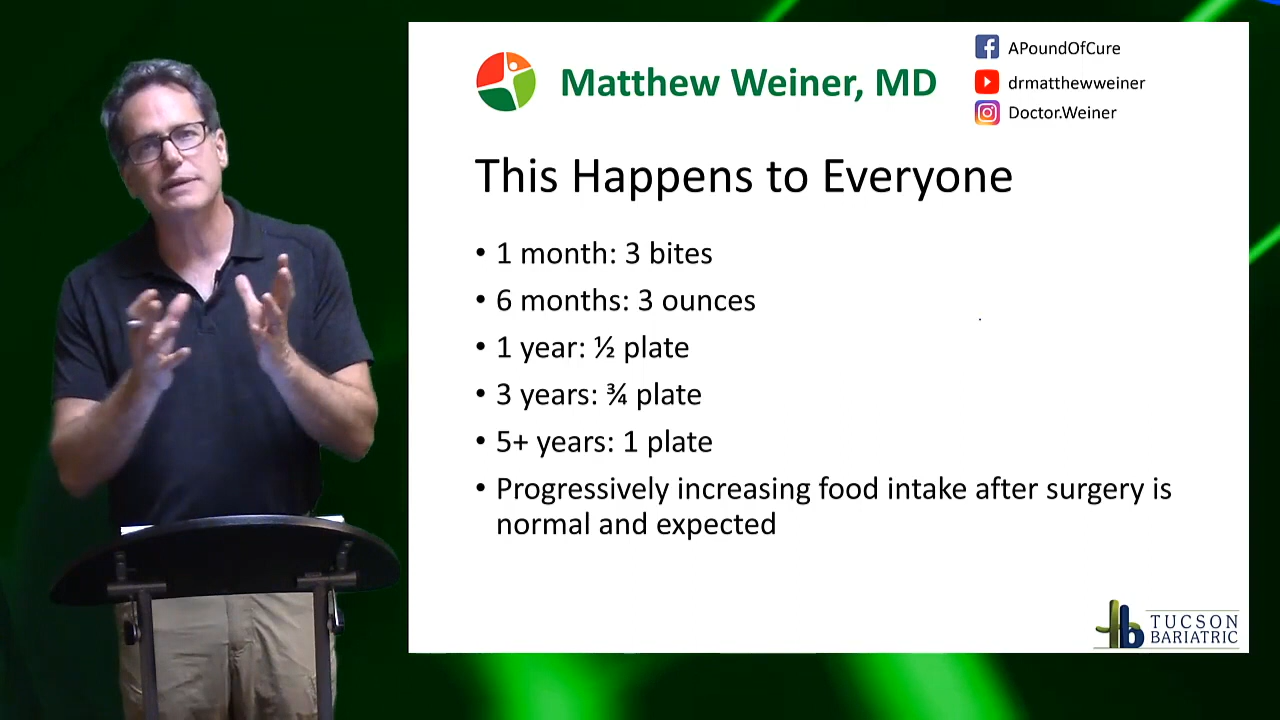 Matthew Weiner, MD
APoundOfCure
drmatthewweiner
Doctor.Weiner
This Happens to Everyone
• 1 month: 3 bites
• 6 months: 3 ounces
• 1 year: ½ plate
• 3 years: ¾ plate
• 5+ years: 1 plate
• Progressively increasing food intake after surgery is
normal and expected
TUCSON
BARIATRIC